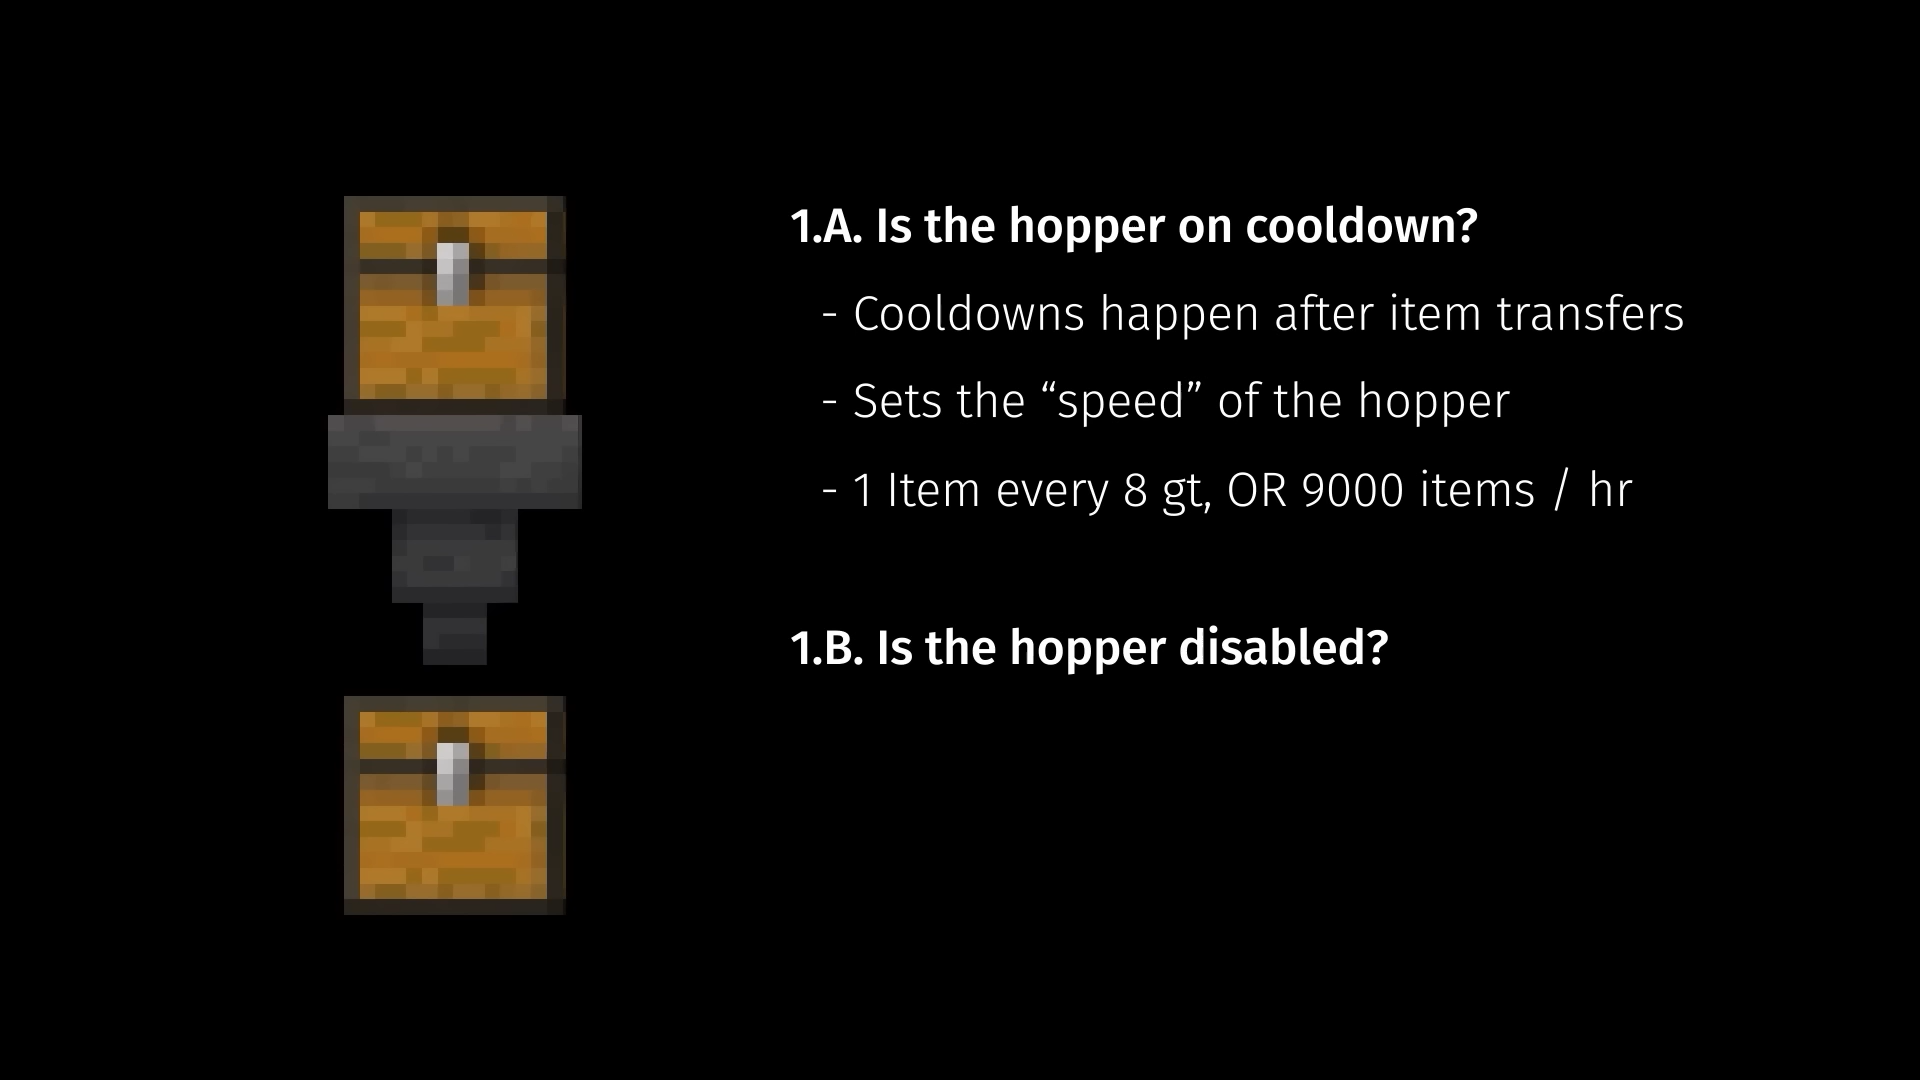 1.A. Is the hopper on cooldown?
- Cooldowns happen after item transfers
- Sets the “speed” of the hopper
- 1 Item every 8 gt, OR 9000 items / hr
1.B. Is the hopper disabled?